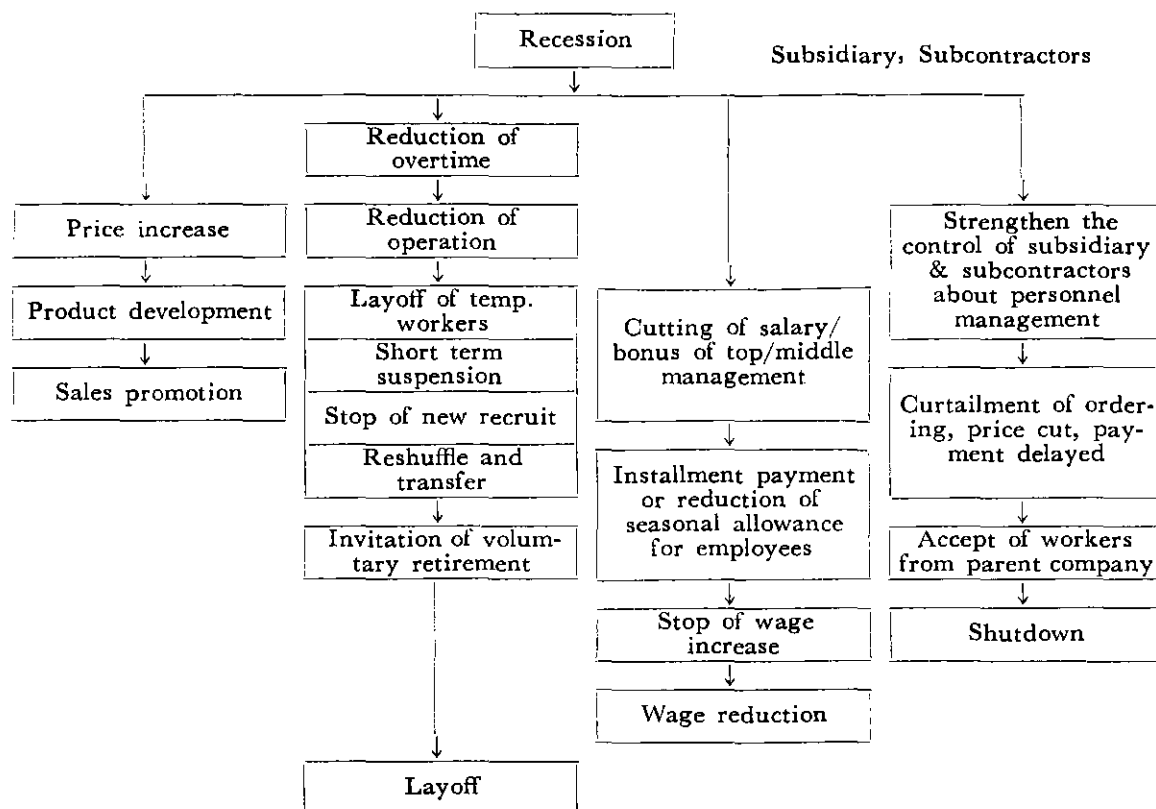 Recession
Subsidiary, Subcontractors
Price increase
Product development
Sales promotion
Reduction of
overtime
Reduction of
operation
Layoff of temp.
workers
Short term
suspension
Stop of new recruit
Reshuffle and
transfer
Invitation of volun-
tary retirement
Layoff
Cutting of salary/
bonus of top/middle
management
Installment payment
or reduction of
seasonal allowance
for employees
Stop of wage
increase
Wage reduction
Strengthen the
control of subsidiary
& subcontractors
about personnel
management
Curtailment of order-
ing, price cut, pay-
ment delayed
Accept of workers
from parent company
Shutdown